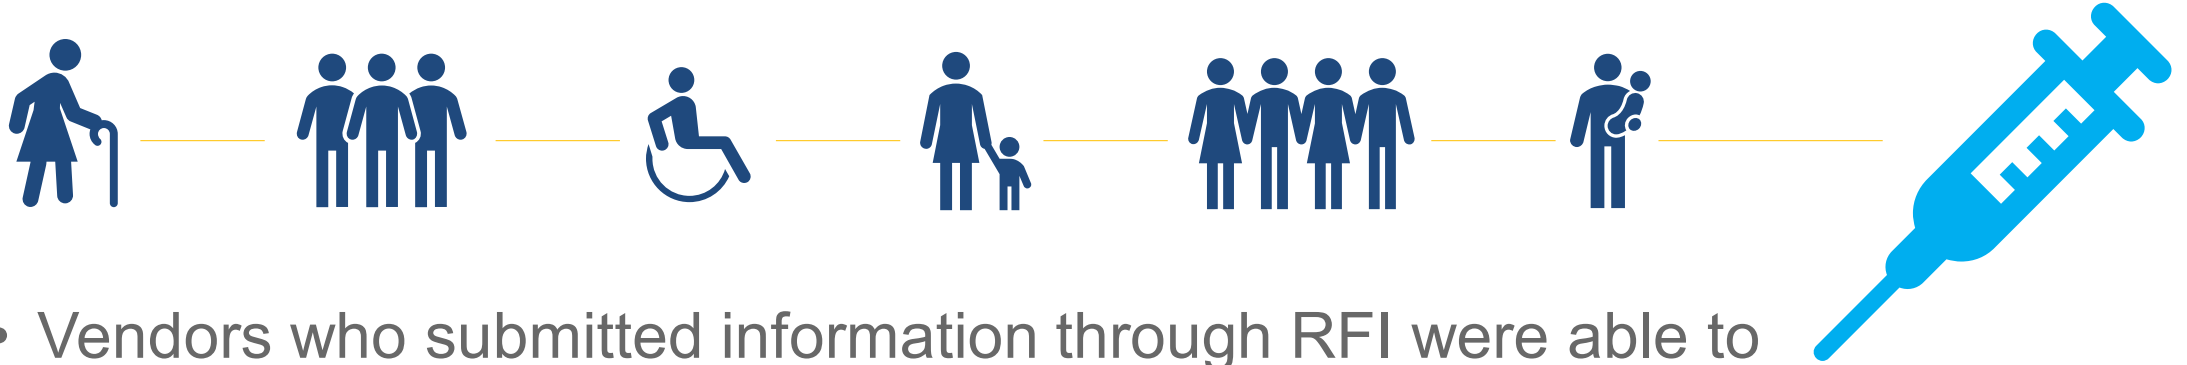 • Vendors who submitted information through RFI were able to